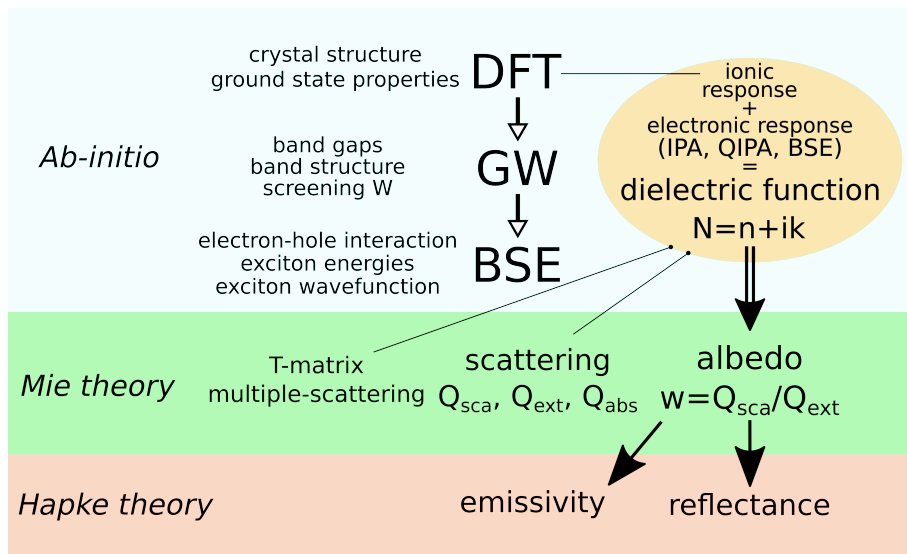 crystal structure
ground state properties
DFT
ionic
response
+
electronic response
(IPA, QIPA, BSE)
=
dielectric function
N=n+ik
Ab-initio
band gaps
band structure
screening W
GW
electron-hole interaction
exciton energies
exciton wavefunction
BSE
Mie theory
T-matrix
multiple-scattering
scattering
Qsca, Qext, Qabs
albedo
w=Qsca/Qext
Hapke theory
emissivity
reflectance